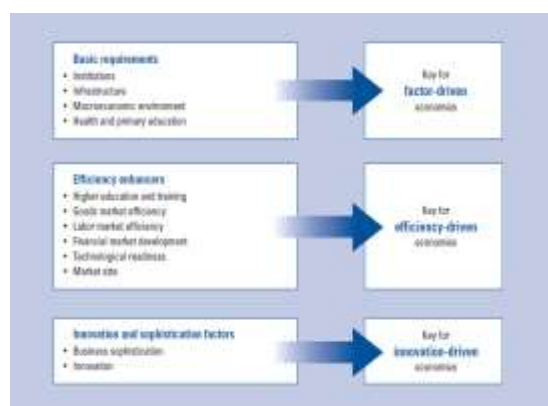 Basic requirements
• Institutions
• Infrastructure
• Macroeconomic environment
• Health and primary education
Key for
factor-driven
economies
Efficiency enhancers
• Higher education and training
• Goods market efficiency
• Labor market efficiency
• Financial market development
• Technological readiness
• Market size
Key for
efficiency-driven
economies
Innovation and sophistication factors
• Business sophistication
• Innovation
Key for
innovation-driven
economies